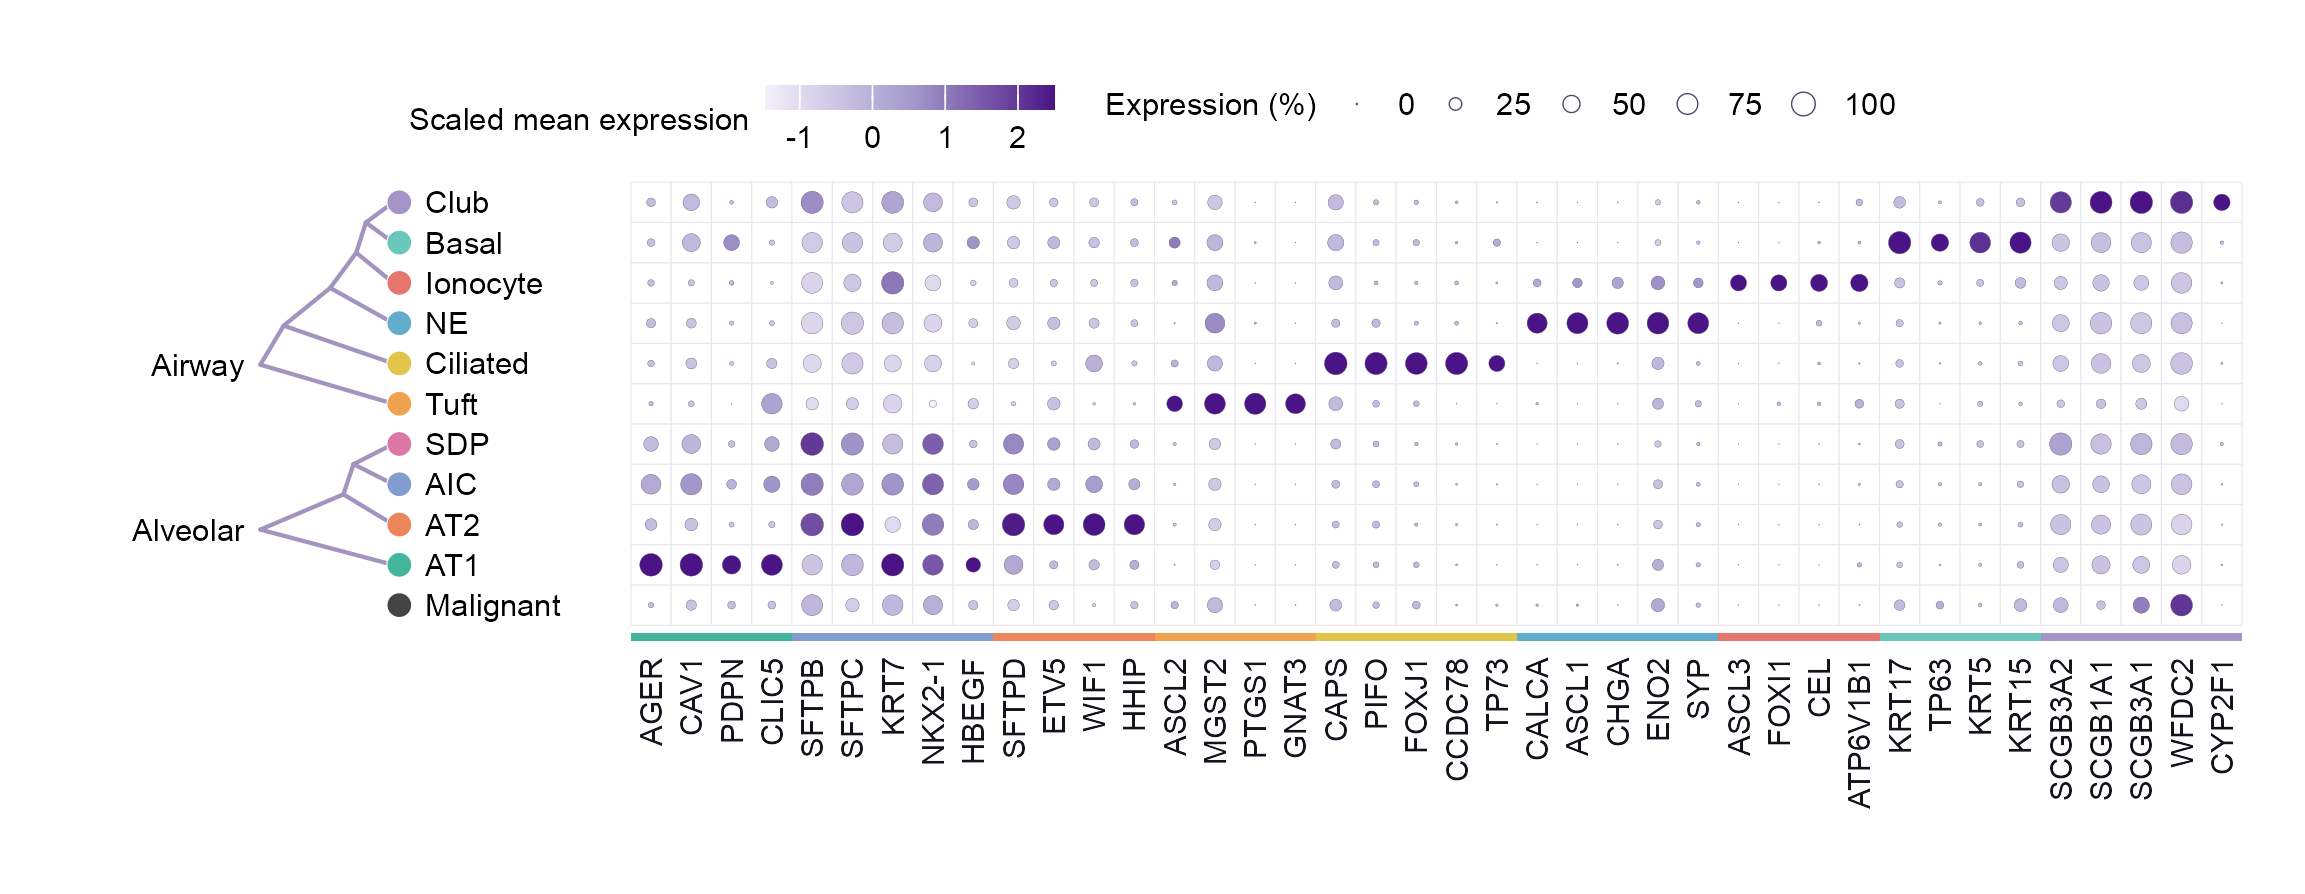 Scaled mean expression
-1 0 1 2
Expression (%) 0 25 50 75 100
Club
Basal
Ionocyte
NE
Ciliated
Airway
Tuft
SDP
AIC
AT2
Alveolar
AT1
Malignant
AGER
CAV1
PDPN
CLIC5
SFTPB
SFTPC
KRT7
NKX2-1
HBEGF
SFTPD
ETV5
WIF1
HHIP
ASCL2
MGST2
PTGS1
GNAT3
CAPS
PIFO
FOXJ1
CCDC78
TP73
CALCA
ASCL1
CHGA
ENO2
SYP
ASCL3
FOXI1
CEL
ATP6V1B1
KRT17
TP63
KRT5
KRT15
SCGB3A2
SCGB1A1
SCGB3A1
WFDC2
CYP2F1